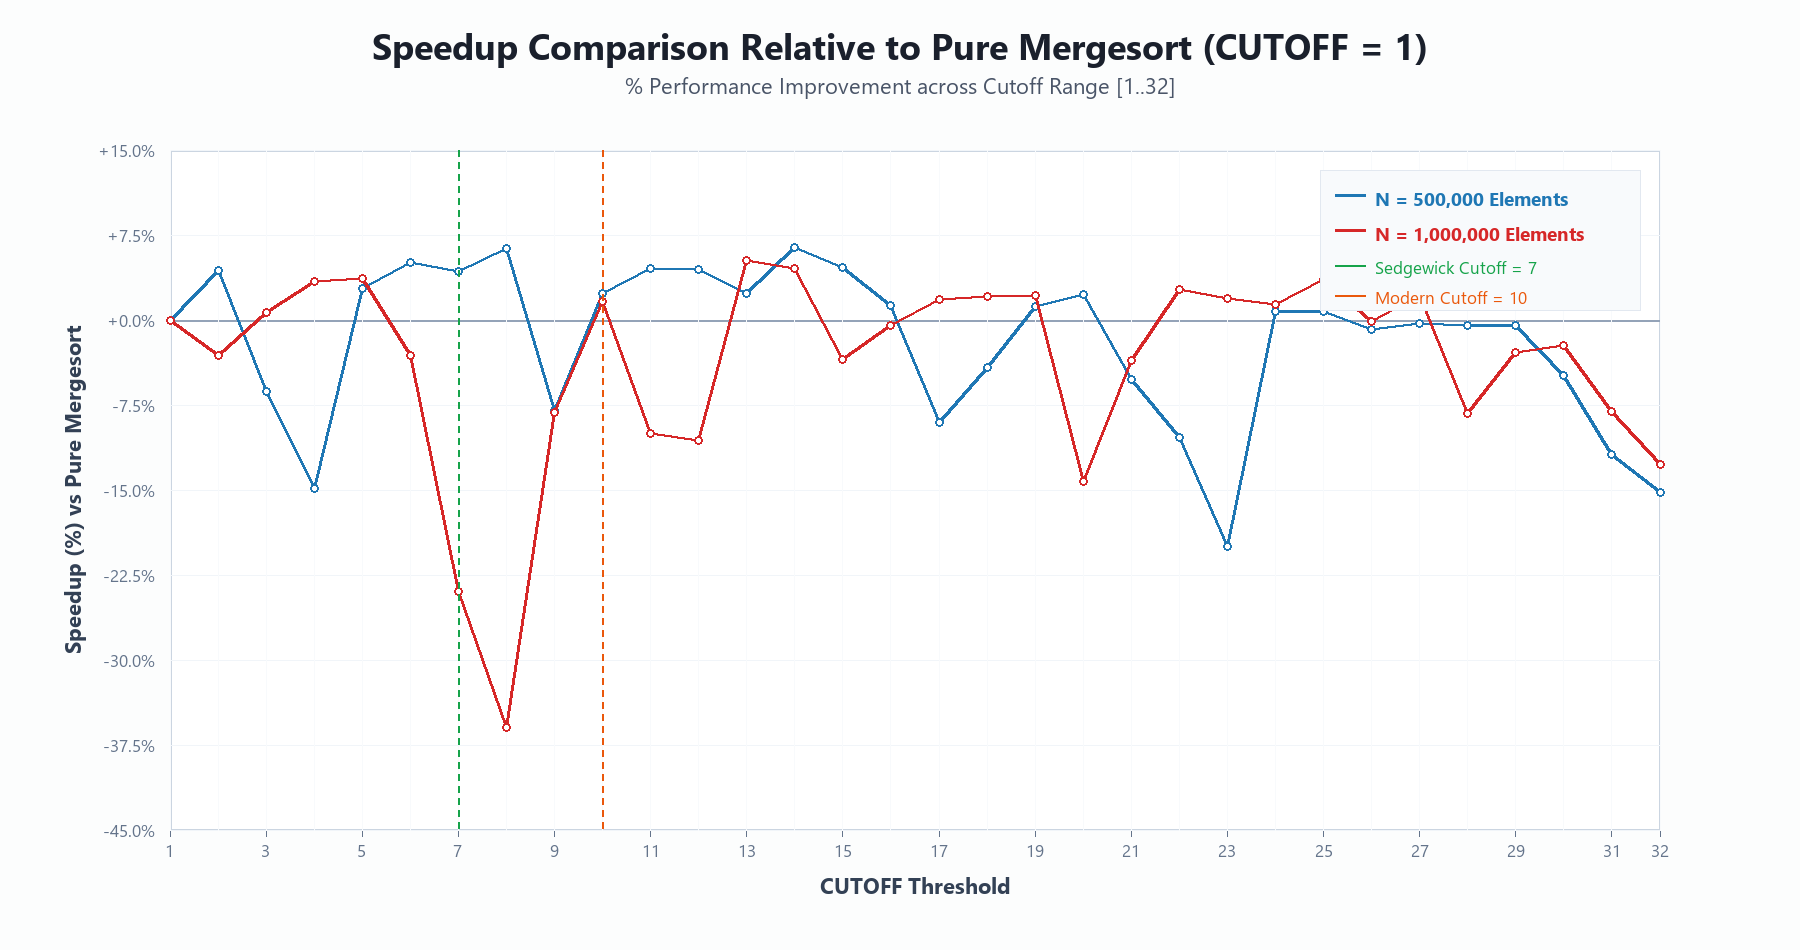 Speedup Comparison Relative to Pure Mergesort (CUTOFF = 1)
% Performance Improvement across Cutoff Range [1..32]
+15.0%
+7.5%
+0.0%
-7.5%
-15.0%
-22.5%
-30.0%
-37.5%
-45.0%
Speedup (%) vs Pure Mergesort
N = 500,000 Elements
N = 1,000,000 Elements
Sedgewick Cutoff = 7
Modern Cutoff = 10
1 3 5 7 9 11 13 15 17 19 21 23 25 27 29 31 32
CUTOFF Threshold